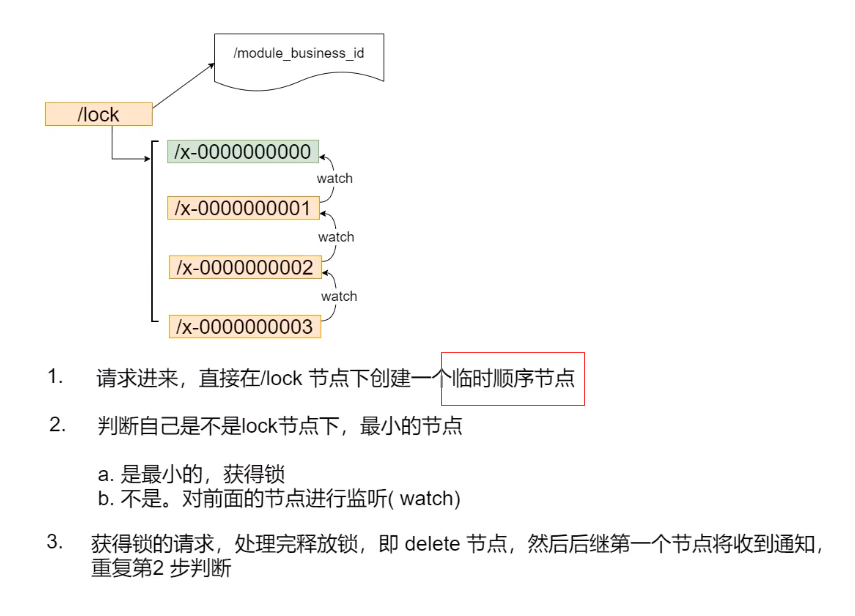 /module_business_id
/lock
/x-0000000000
watch
/x-0000000001
watch
/x-0000000002
watch
/x-0000000003
1. 请求进来，直接在/lock 节点下创建一个临时顺序节点
2. 判断自己是不是lock节点下，最小的节点
a. 是最小的，获得锁
b. 不是。对前面的节点进行监听( watch)
3. 获得锁的请求，处理完释放锁，即 delete 节点，然后后继第一个节点将收到通知，
重复第2 步判断